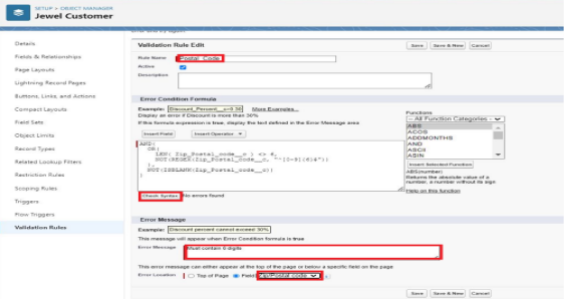 SETUP > OBJECT MANAGER
Jewel Customer
Details
Fields & Relationships
Page Layouts
Lightning Record Pages
Buttons, Links, and Actions
Compact Layouts
Field Sets
Object Limits
Record Types
Related Lookup Filters
Restriction Rules
Scoping Rules
Triggers
Flow Triggers
Validation Rules
Validation Rule Edit
Save Save & New Cancel
Rule Name Postal_Code
Active
Description
Error Condition Formula
Example: Discount_Percent__c>0.30 More Examples...
Display an error if Discount is more than 30%
If this formula expression is true, display the text defined in the Error Message area
Insert Field Insert Operator
AND(
OR(
LEN( Zip_Postal_code__c ) <> 6,
NOT(REGEX(Zip_Postal_code__c,
),
NOT(ISBLANK(Zip_Postal_code__c))
)
Functions
-- All Function Categories --
ABS
ACOS
ADDMONTHS
AND
ASCII
ASIN
Insert Selected Function
ABS(number)
Returns the absolute value of a number, a number without its sign
Help on this function
Check Syntax No errors found
Error Message
Example: Discount percent cannot exceed 30%
This message will appear when Error Condition formula is true
Error Message Must contain 6 digits
This error message can either appear at the top of the page or below a specific field on the page
Error Location Top of Page Field Zip/Postal code
Save Save & New Cancel